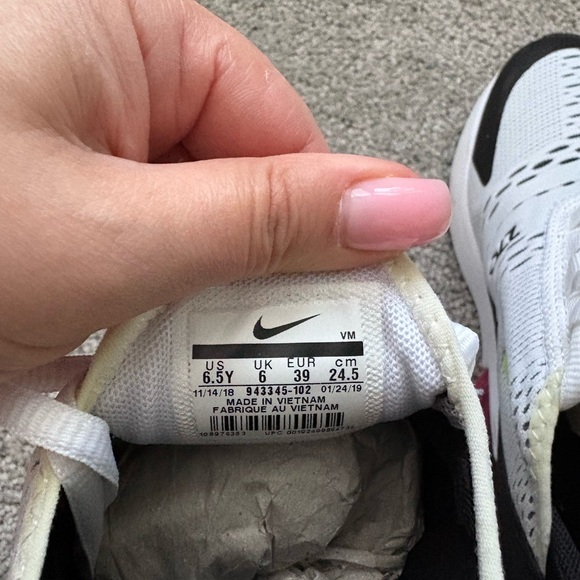 VM
US UK EUR cm
6.5Y 6 39 24.5
11/14/18 943345-102 01/24/19
MADE IN VIETNAM
FABRIQUE AU VIETNAM